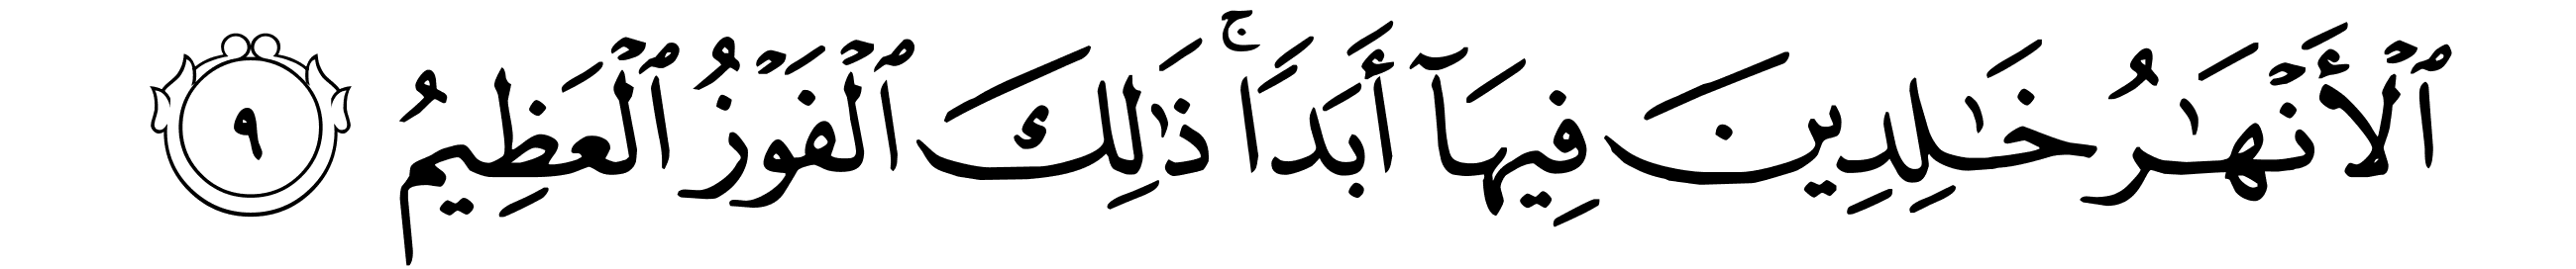 ٱلْأَنْهَٰرُ خَٰلِدِينَ فِيهَآ أَبَدًا ۚ ذَٰلِكَ ٱلْفَوْزُ ٱلْعَظِيمُ ٩